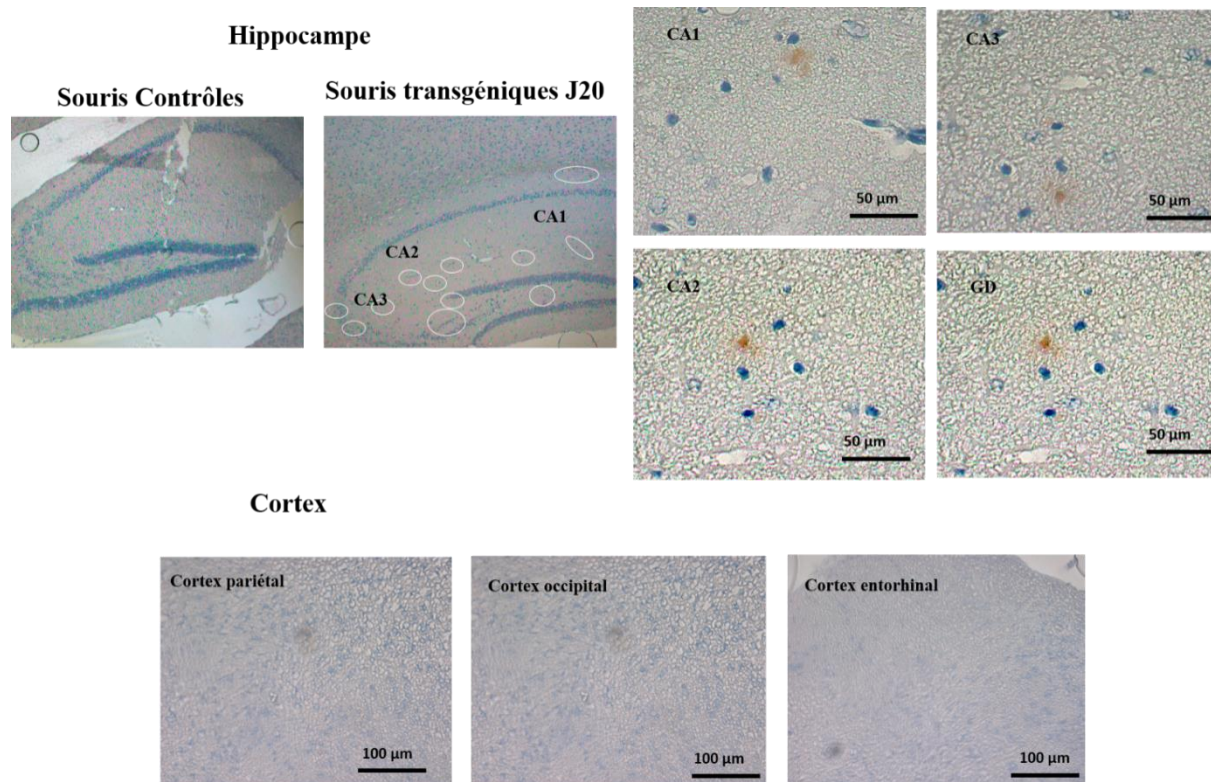 Hippocampe
Souris Contrôles
Souris transgéniques J20
CA1
CA2
CA3
CA1
50 µm
CA3
50 µm
CA2
50 µm
GD
50 µm
Cortex
Cortex pariétal
100 µm
Cortex occipital
100 µm
Cortex entorhinal
100 µm